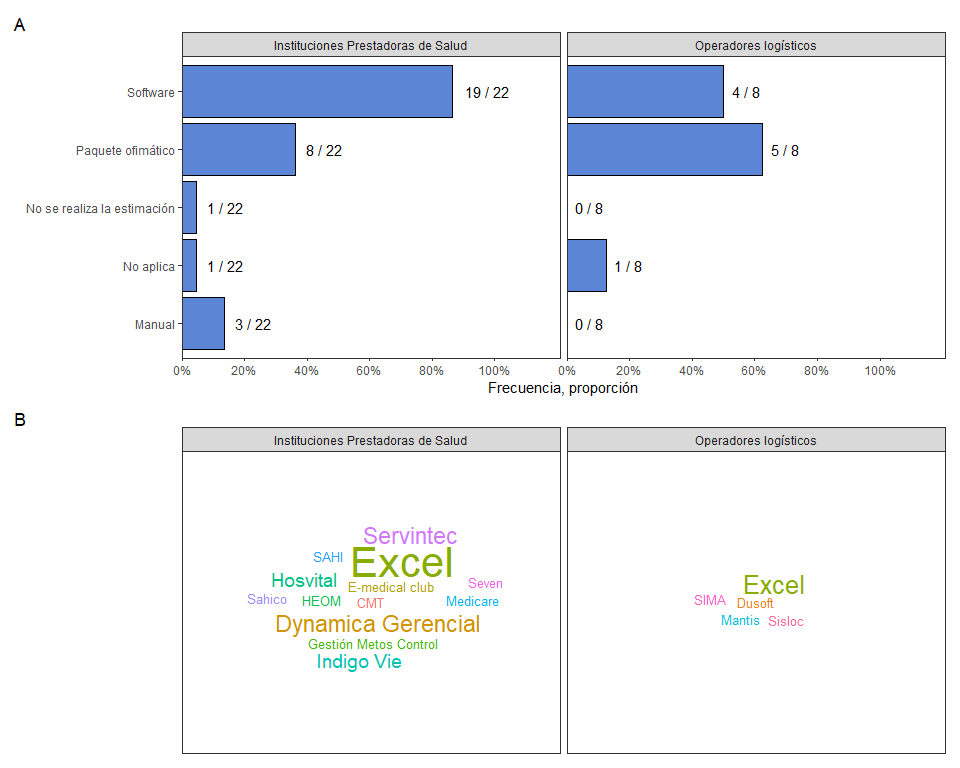 A
Instituciones Prestadoras de Salud
Operadores logísticos
Software
19 / 22
4 / 8
Paquete ofimático
8 / 22
5 / 8
No se realiza la estimación
1 / 22
0 / 8
No aplica
1 / 22
1 / 8
Manual
3 / 22
0 / 8
0% 20% 40% 60% 80% 100%
0% 20% 40% 60% 80% 100%
Frecuencia, proporción
B
Instituciones Prestadoras de Salud
Operadores logísticos
Servintec
SAHI
Excel
Hosvital
E-medical club
Seven
Sahico
HEOM
CMT
Medicare
Dynamica Gerencial
Gestión Metos Control
Indigo Vie
Excel
SIMA
Dusoft
Mantis
Sisloc